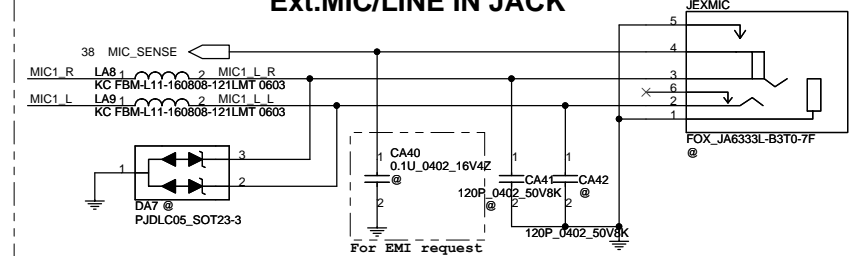 Ext.MIC/LINE IN JACK
JEXMIC
5
38 MIC_SENSE
4
MIC1_R LA8 1 2 MIC1_L_R
3
KC FBM-L11-160808-121LMT 0603
6
MIC1_L LA9 1 2 MIC1_L_L
2
KC FBM-L11-160808-121LMT 0603
1
FOX_JA6333L-B3T0-7F
@
3
1
2
DA7 @
PJDLC05_SOT23-3
1
CA40
0.1U_0402_16V4Z
@
2
1
CA41
120P_0402_50V8K
@
2
1
CA42
@
2
120P_0402_50V8K
For EMI request